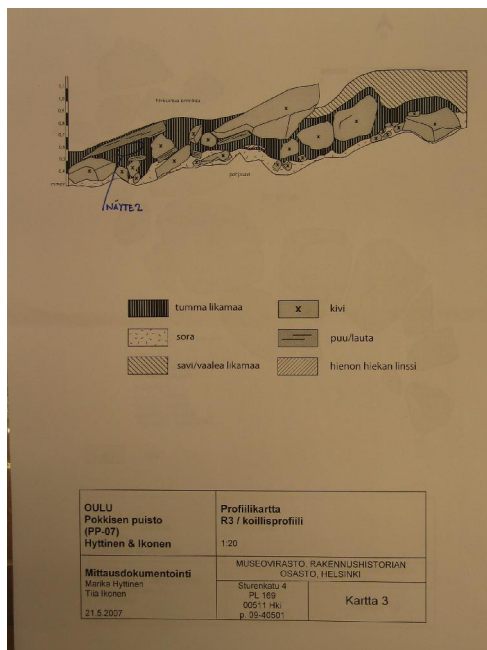 NÄYTE2
tumma likamaa
kivi
sora
puu/lauta
savi/vaalea likamaa
hienon hiekan linssi
OULU
Pokkisen puisto
(PP-07)
Hyttinen & Ikonen
Profiilikartta
R3 / koillisprofiili
1:20
Mittausdokumentointi
Marika Hyttinen
Tiia Ikonen
21.5.2007
MUSEOVIRASTO, RAKENNUSHISTORIAN
OSASTO, HELSINKI
Sturenkatu 4
PL 169
00511 Hki
p. 09-40501
Kartta 3